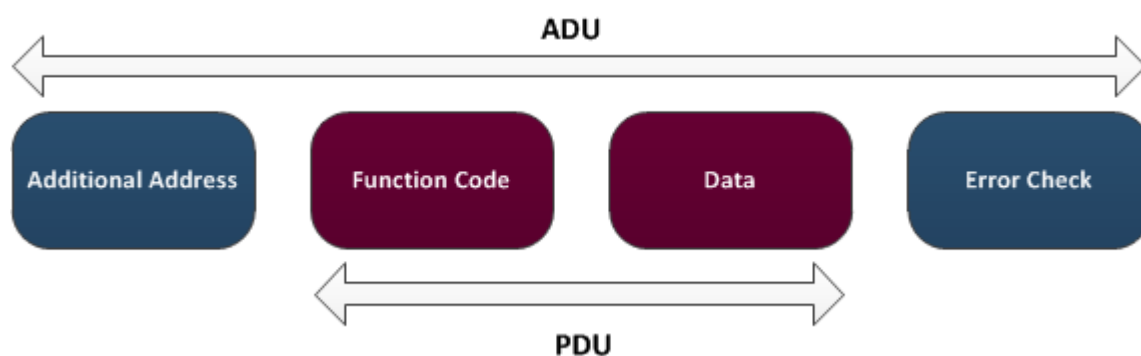 ADU
Additional Address
Function Code
Data
Error Check
PDU